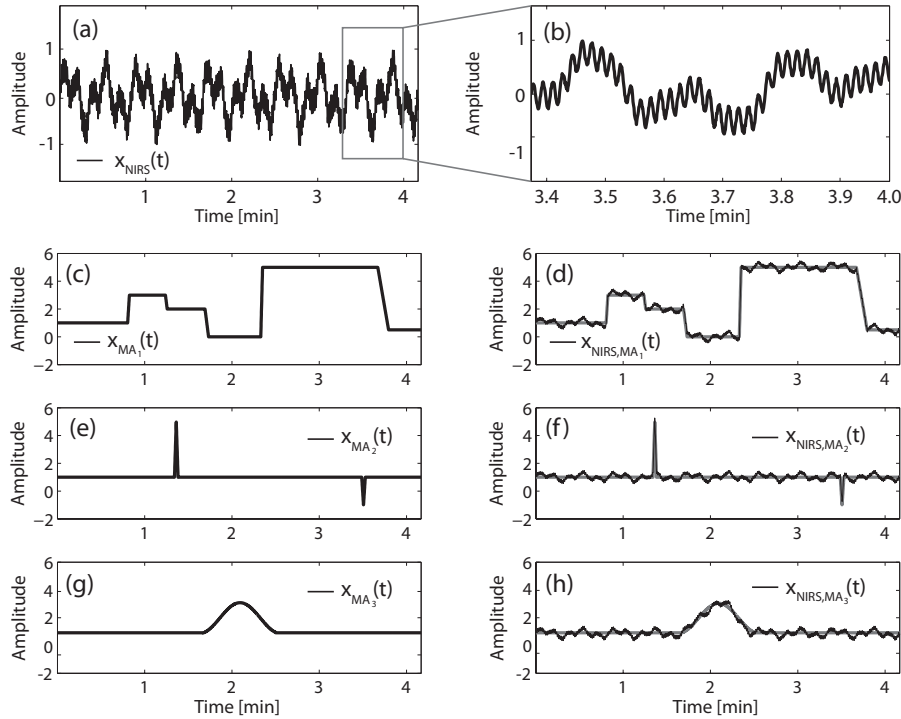 (a)
Amplitude
1
0
-1
x_NIRS(t)
1 2 3 4
Time [min]
(b)
Amplitude
1
0
-1
3.4 3.5 3.6 3.7 3.8 3.9 4.0
Time [min]
(c)
Amplitude
6
4
2
0
−2
x_MA₁(t)
1 2 3 4
(d)
Amplitude
6
4
2
0
−2
x_NIRS,MA₁(t)
1 2 3 4
(e)
Amplitude
6
4
2
0
−2
x_MA₂(t)
1 2 3 4
(f)
Amplitude
6
4
2
0
−2
x_NIRS,MA₂(t)
1 2 3 4
(g)
Amplitude
6
4
2
0
-2
x_MA₃(t)
1 2 3 4
Time [min]
(h)
Amplitude
6
4
2
0
-2
x_NIRS,MA₃(t)
1 2 3 4
Time [min]